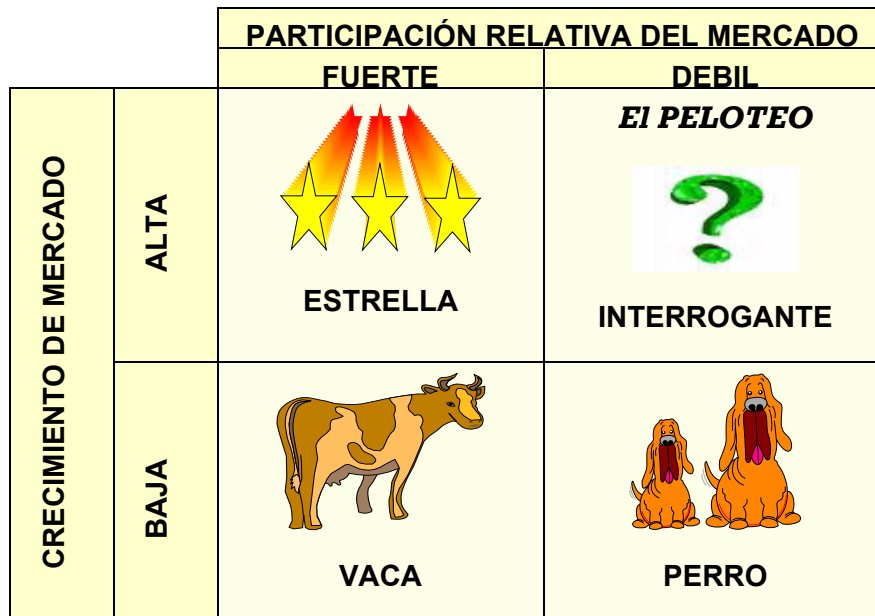 PARTICIPACIÓN RELATIVA DEL MERCADO
FUERTE
DEBIL
CRECIMIENTO DE MERCADO
ALTA
El PELOTEO
ESTRELLA
INTERROGANTE
BAJA
VACA
PERRO